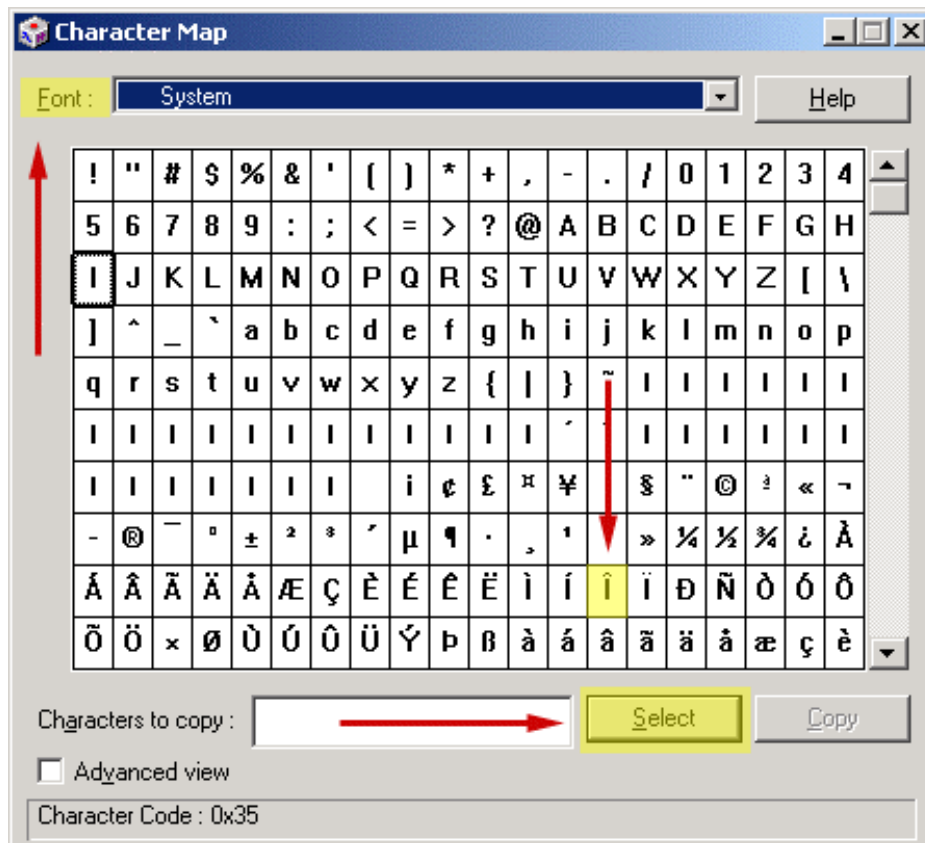 Character Map
Font : System Help
! " # $ % & ' ( ) * + , - . / 0 1 2 3 4
5 6 7 8 9 : ; < = > ? @ A B C D E F G H
I J K L M N O P Q R S T U V W X Y Z [ \
] ^ _ ` a b c d e f g h i j k l m n o p
q r s t u v w x y z { | } ~ I I I I I I
I I I I I I I I I I I I ´ ` I I I I I I
I I I I I I I ¡ ¢ £ ¤ ¥ § ¨ © ª « ¬
- ® ¯ ° ± ² ³ ´ µ ¶ · ¸ ¹ » ¼ ½ ¾ ¿ À
Á Â Ã Ä Å Æ Ç È É Ê Ë Ì Í Î Ï Ð Ñ Ò Ó Ô
Õ Ö × Ø Ù Ú Û Ü Ý Þ ß à á â ã ä å æ ç è
Characters to copy : Select Copy
Advanced view
Character Code : 0x35